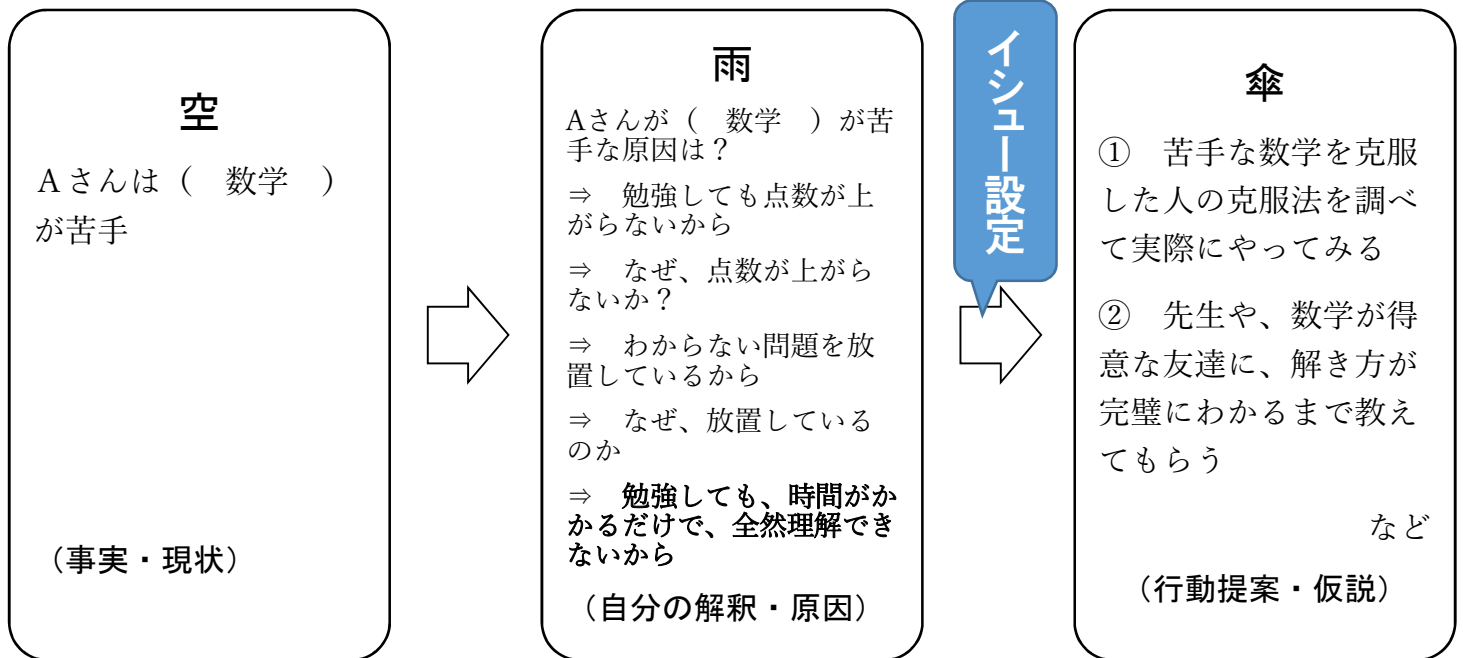 空
Aさんは（　数学　）
が苦手
（事実・現状）
雨
Aさんが（　数学　）が苦
手な原因は？
⇒　勉強しても点数が上
がらないから
⇒　なぜ、点数が上がら
ないか？
⇒　わからない問題を放
置しているから
⇒　なぜ、放置している
のか
⇒　勉強しても、時間がか
かるだけで、全然理解でき
ないから
（自分の解釈・原因）
イシュー設定
傘
①　苦手な数学を克服
した人の克服法を調べ
て実際にやってみる
②　先生や、数学が得
意な友達に、解き方が
完璧にわかるまで教え
てもらう
など
（行動提案・仮説）